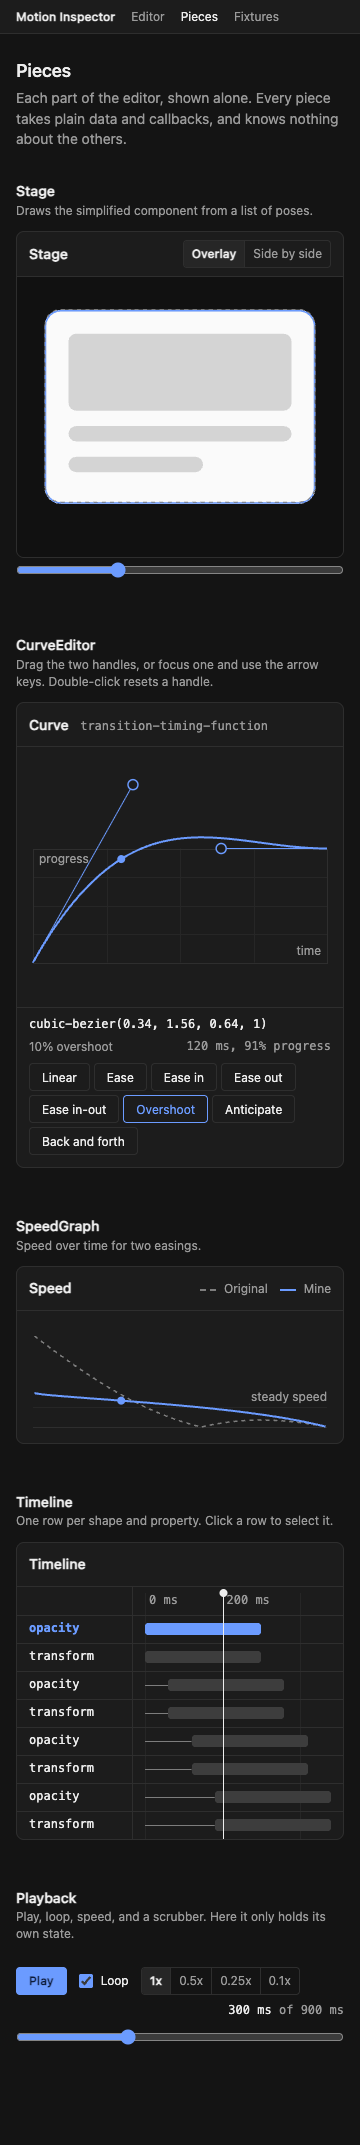 Motion Inspector Editor Pieces Fixtures
Pieces
Each part of the editor, shown alone. Every piece
takes plain data and callbacks, and knows nothing
about the others.
Stage
Draws the simplified component from a list of poses.
Stage Overlay Side by side
CurveEditor
Drag the two handles, or focus one and use the arrow
keys. Double-click resets a handle.
Curve transition-timing-function
progress
time
cubic-bezier(0.34, 1.56, 0.64, 1)
10% overshoot 120 ms, 91% progress
Linear Ease Ease in Ease out
Ease in-out Overshoot Anticipate
Back and forth
SpeedGraph
Speed over time for two easings.
Speed Original Mine
steady speed
Timeline
One row per shape and property. Click a row to select it.
Timeline
0 ms 200 ms
opacity
transform
opacity
transform
opacity
transform
opacity
transform
Playback
Play, loop, speed, and a scrubber. Here it only holds its
own state.
Play Loop 1x 0.5x 0.25x 0.1x
300 ms of 900 ms